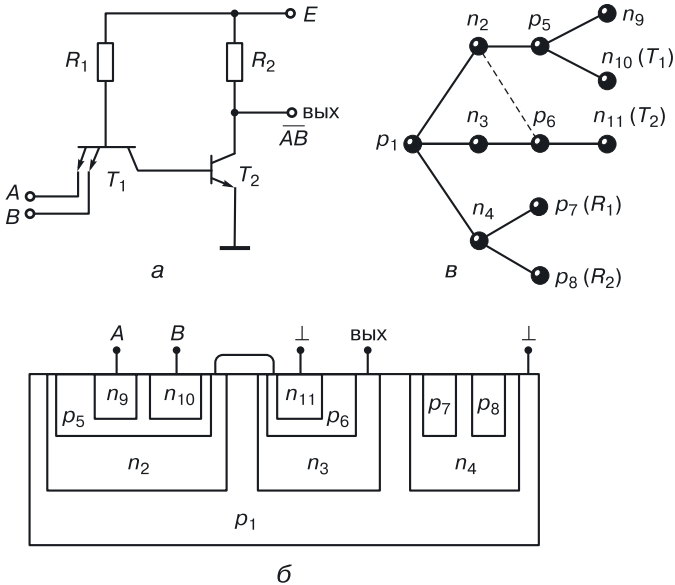 E
R₁
R₂
вых
A̅B̅
A
B
T₁
T₂
а
n₂
p₅
n₉
n₁₀ (T₁)
p₁
n₃
p₆
n₁₁ (T₂)
n₄
p₇ (R₁)
p₈ (R₂)
в
A
B
⊥
вых
⊥
n₉
n₁₀
n₁₁
p₅
p₆
p₇
p₈
n₂
n₃
n₄
p₁
б